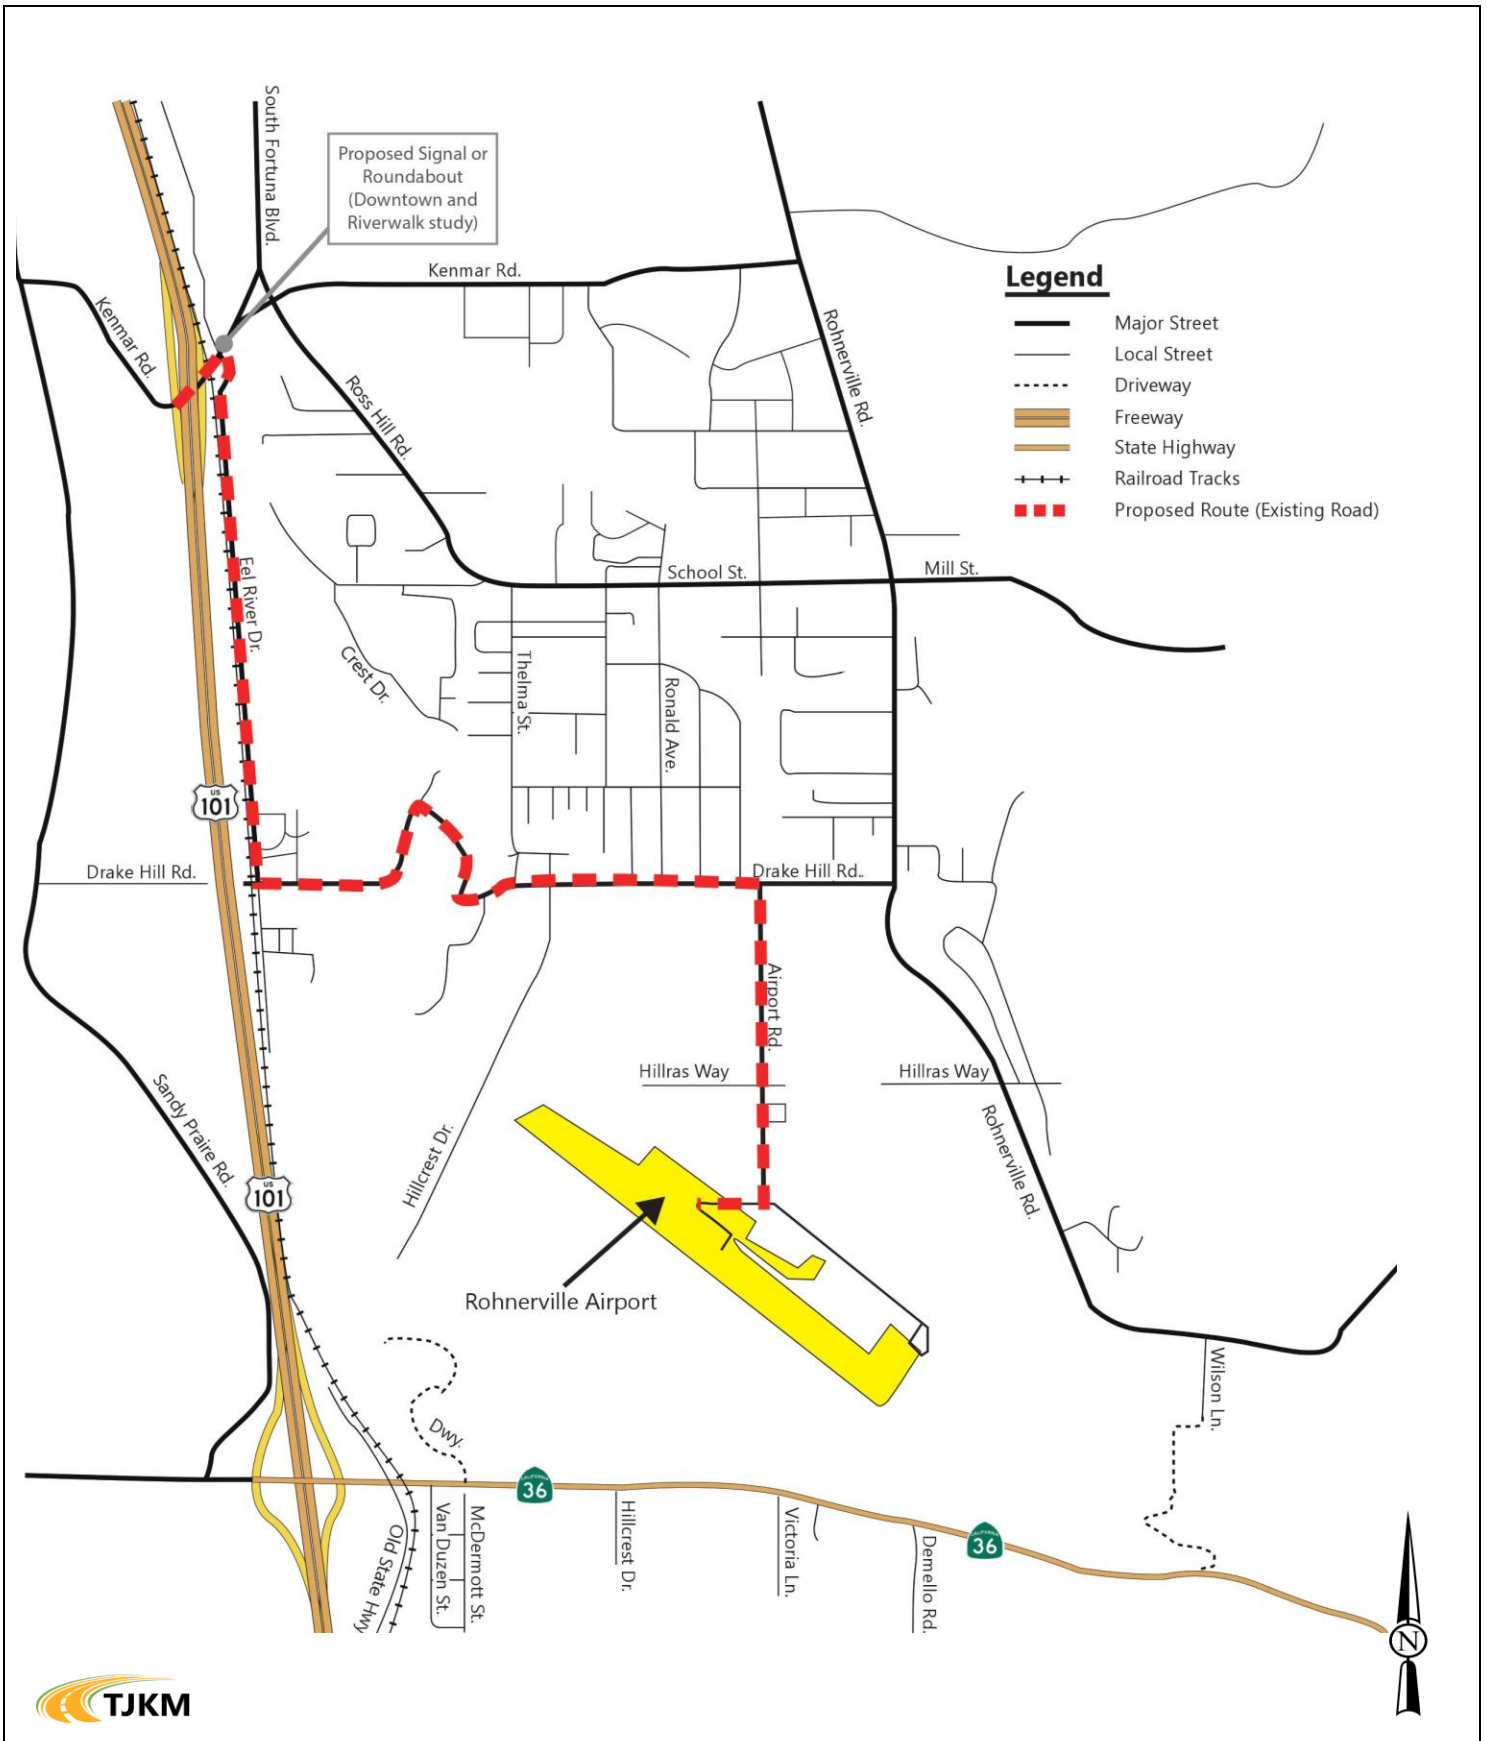 South Fortuna Blvd.
Proposed Signal or
Roundabout
(Downtown and
Riverwalk study)
Kenmar Rd.
Kenmar Rd.
Legend
Major Street
Local Street
Driveway
Freeway
State Highway
Railroad Tracks
Proposed Route (Existing Road)
Rohnerville Rd.
Ross Hill Rd.
Eel River Dr.
School St.
Mill St.
Crest Dr.
Thelma St.
Ronald Ave.
US
101
Drake Hill Rd.
Drake Hill Rd..
Airport Rd.
Hillras Way
Hillras Way
Sandy Praire Rd.
Hillcrest Dr.
Rohnerville Rd.
US
101
Rohnerville Airport
Wilson Ln.
Dwy.
CALIFORNIA
36
CALIFORNIA
36
Old State Hwy
Van Duzen St.
McDermott St.
Hillcrest Dr.
Victoria Ln.
Demello Rd.
N
TJKM